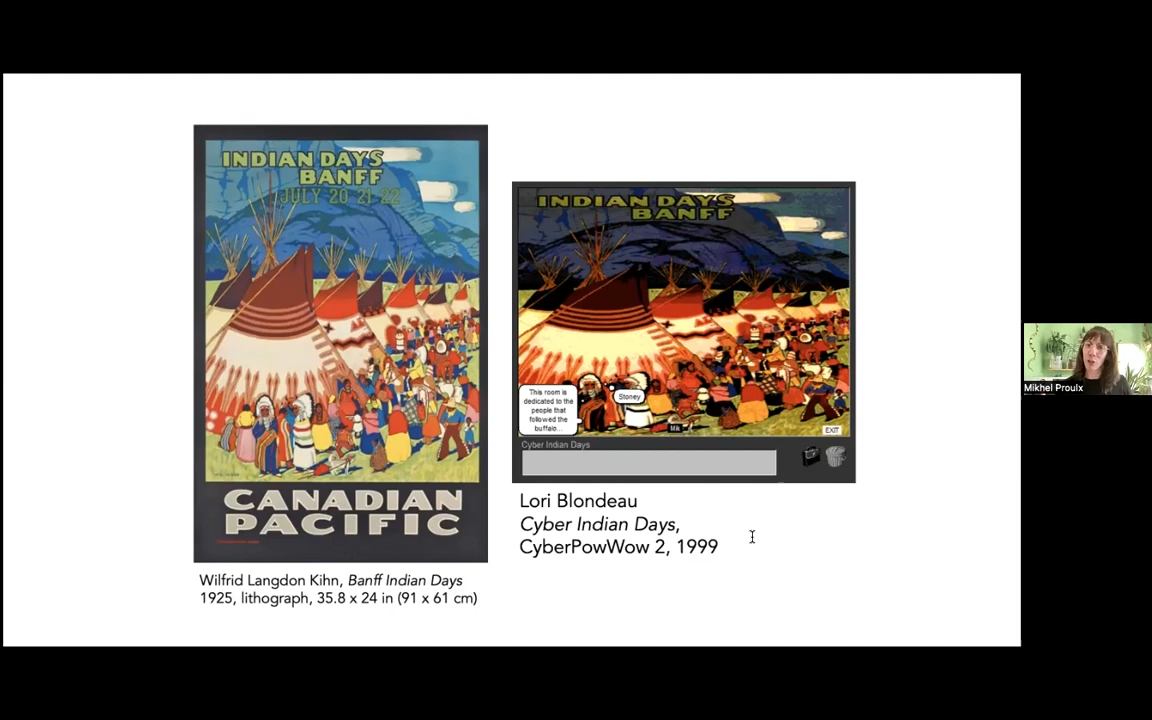 INDIAN DAYS
BANFF
JULY 20 21 22
CANADIAN
PACIFIC
Wilfrid Langdon Kihn, Banff Indian Days
1925, lithograph, 35.8 x 24 in (91 x 61 cm)
INDIAN DAYS
BANFF
This room is
dedicated to the
people that
followed the
buffalo...
Stoney
Mik
EXIT
Cyber Indian Days
Lori Blondeau
Cyber Indian Days,
CyberPowWow 2, 1999
Mikhel Proulx